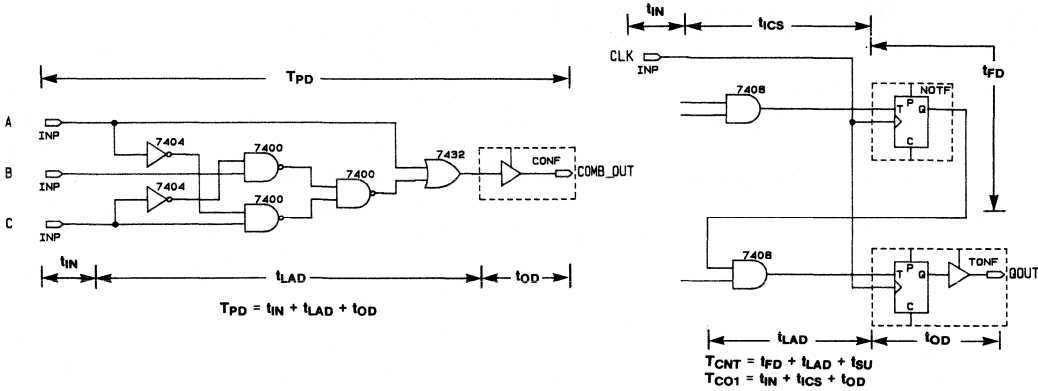 tIN
tICS
CLK
INP
tFD
TPD
7408
NOTF
P
T
Q
C
A
INP
7404
7400
7432
CONF
COMB_OUT
B
INP
7400
7404
7400
C
INP
tIN
tLAD
tOD
TPD = tIN + tLAD + tOD
7408
P
T
Q
C
TONF
QOUT
tLAD
tOD
TCNT = tFD + tLAD + tSU
TCO1 = tIN + tICS + tOD